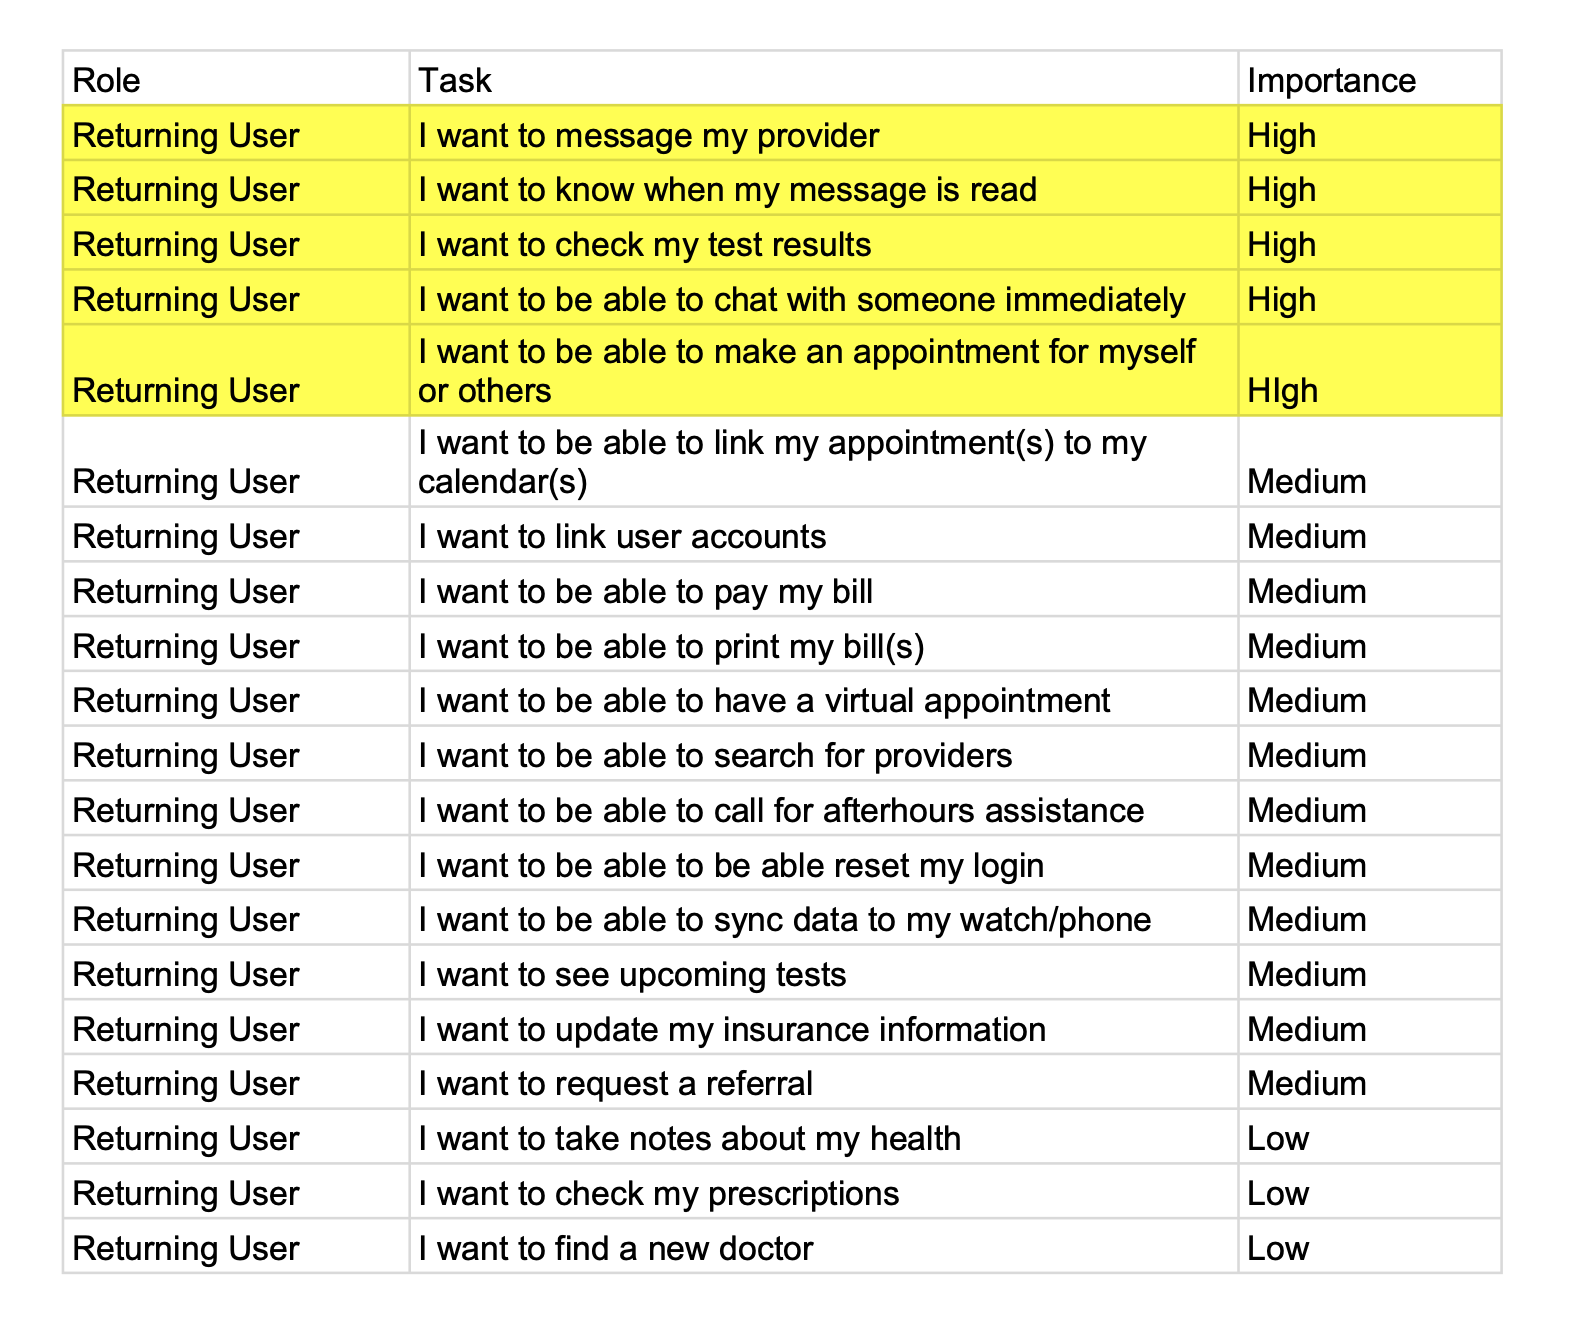 Role Task Importance
Returning User I want to message my provider High
Returning User I want to know when my message is read High
Returning User I want to check my test results High
Returning User I want to be able to chat with someone immediately High
I want to be able to make an appointment for myself
Returning User or others HIgh
I want to be able to link my appointment(s) to my
Returning User calendar(s) Medium
Returning User I want to link user accounts Medium
Returning User I want to be able to pay my bill Medium
Returning User I want to be able to print my bill(s) Medium
Returning User I want to be able to have a virtual appointment Medium
Returning User I want to be able to search for providers Medium
Returning User I want to be able to call for afterhours assistance Medium
Returning User I want to be able to be able reset my login Medium
Returning User I want to be able to sync data to my watch/phone Medium
Returning User I want to see upcoming tests Medium
Returning User I want to update my insurance information Medium
Returning User I want to request a referral Medium
Returning User I want to take notes about my health Low
Returning User I want to check my prescriptions Low
Returning User I want to find a new doctor Low